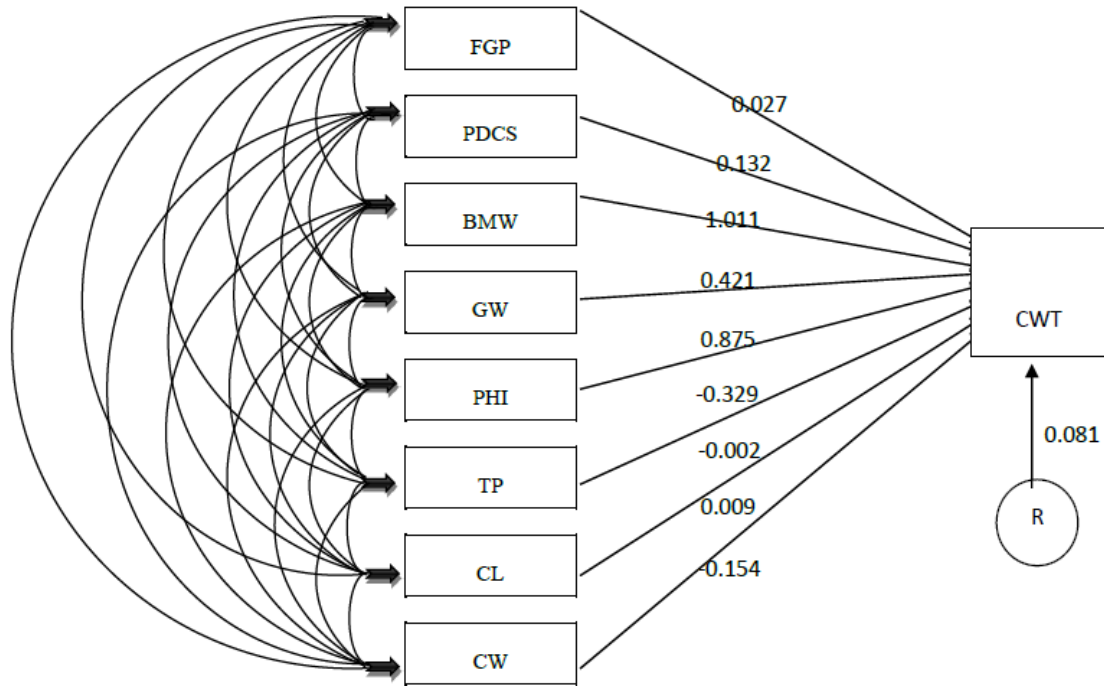 FGP
0.027
PDCS
0.132
BMW
1.011
GW
0.421
CWT
0.875
PHI
-0.329
0.081
-0.002
TP
R
0.009
CL
-0.154
CW